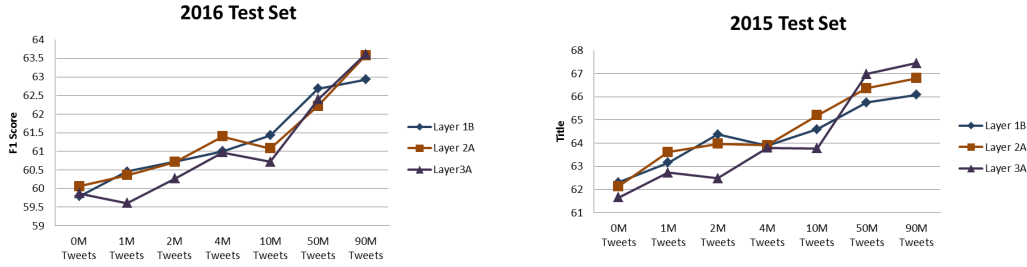 2016 Test Set
64
63.5
63
62.5
62
61.5
61
60.5
60
59.5
59
F1 Score
0M Tweets
1M Tweets
2M Tweets
4M Tweets
10M Tweets
50M Tweets
90M Tweets
Layer 1B
Layer 2A
Layer3A
2015 Test Set
68
67
66
65
64
63
62
61
Title
0M Tweets
1M Tweets
2M Tweets
4M Tweets
10M Tweets
50M Tweets
90M Tweets
Layer 1B
Layer 2A
Layer 3A